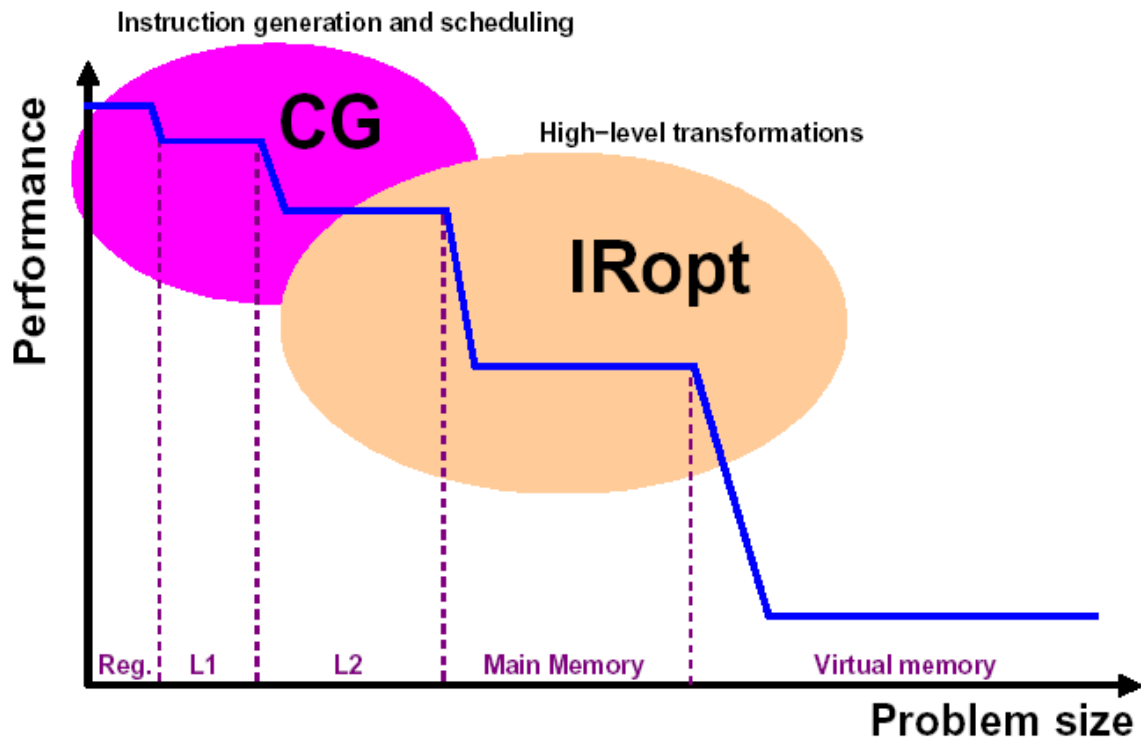 Instruction generation and scheduling
CG
High-level transformations
IRopt
Performance
Reg.
L1
L2
Main Memory
Virtual memory
Problem size